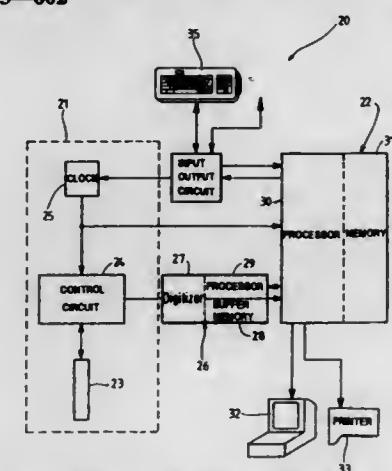 35
20
21
22
31
CLOCK
25
INPUT
OUTPUT
CIRCUIT
30
PROCESSOR
MEMORY
24
CONTROL
CIRCUIT
27
29
Digitizer
PROCESSOR
BUFFER
MEMORY
26
28
23
32
PRINTER
33